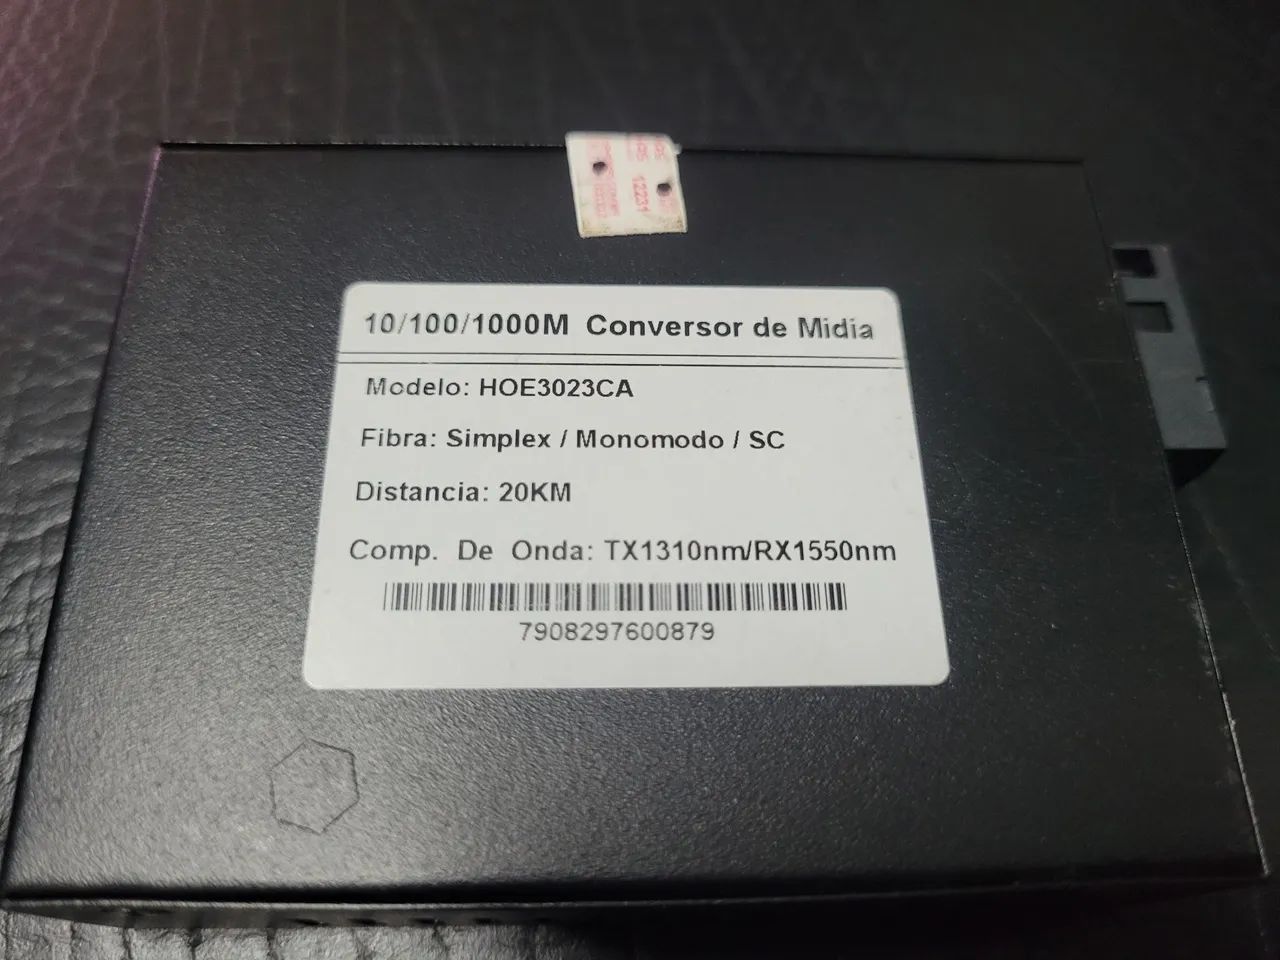 12231
10/100/1000M Conversor de Midia
Modelo: HOE3023CA
Fibra: Simplex / Monomodo / SC
Distancia: 20KM
Comp. De Onda: TX1310nm/RX1550nm
7908297600879